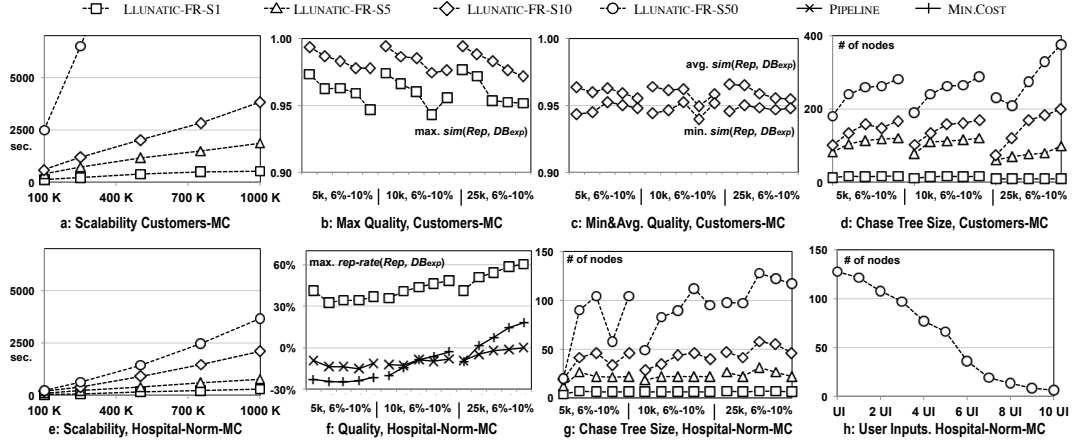 LLUNATIC-FR-S1 LLUNATIC-FR-S5 LLUNATIC-FR-S10 LLUNATIC-FR-S50 PIPELINE MIN.COST
5000
2500
sec.
0
100 K 400 K 700 K 1000 K
a: Scalability Customers-MC
1.00
0.95
0.90
max. sim(Rep, DBexp)
5k, 6%-10% 10k, 6%-10% 25k, 6%-10%
b: Max Quality, Customers-MC
1.00
0.95
0.90
avg. sim(Rep, DBexp)
min. sim(Rep, DBexp)
5k, 6%-10% 10k, 6%-10% 25k, 6%-10%
c: Min&Avg. Quality, Customers-MC
400
200
0
# of nodes
5k, 6%-10% 10k, 6%-10% 25k, 6%-10%
d: Chase Tree Size, Customers-MC
5000
2500
sec.
0
100 K 400 K 700 K 1000 K
e: Scalability, Hospital-Norm-MC
60%
30%
0%
-30%
max. rep-rate(Rep, DBexp)
5k, 6%-10% 10k, 6%-10% 25k, 6%-10%
f: Quality, Hospital-Norm-MC
150
100
50
0
# of nodes
5k, 6%-10% 10k, 6%-10% 25k, 6%-10%
g: Chase Tree Size, Hospital-Norm-MC
150
100
50
0
# of nodes
UI 2 UI 4 UI 6 UI 8 UI 10 UI
h: User Inputs. Hospital-Norm-MC